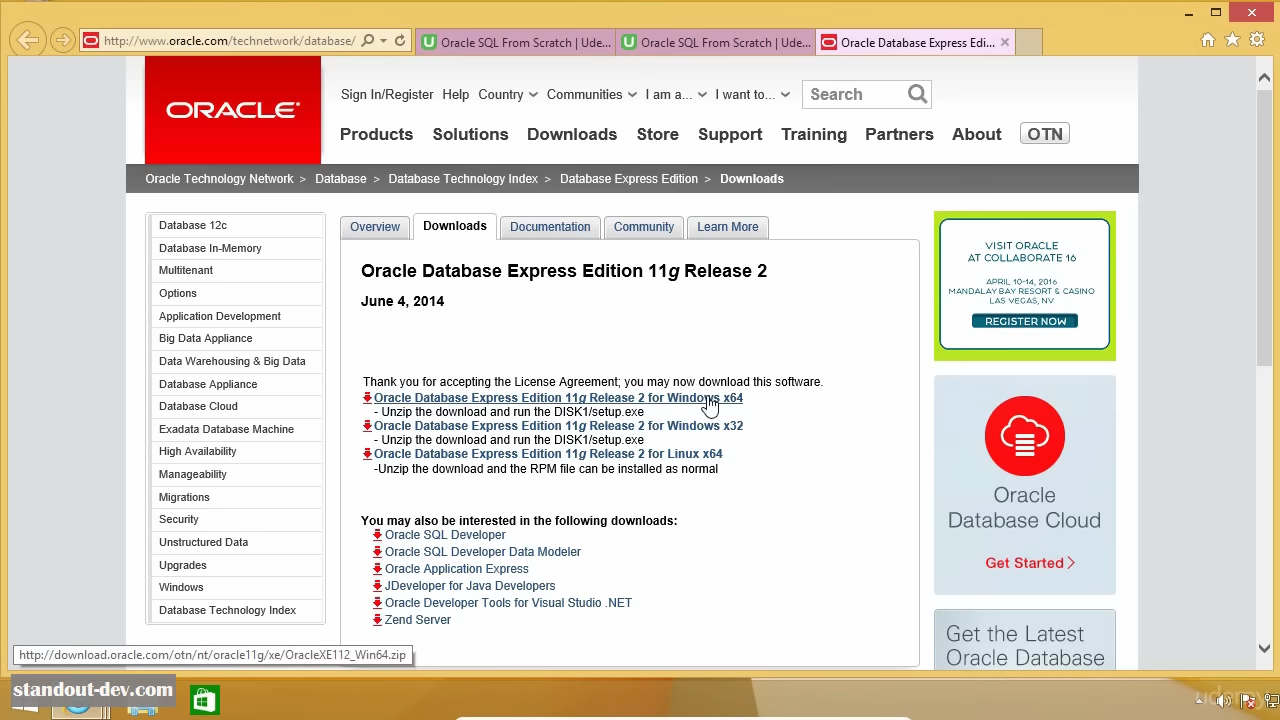 http://www.oracle.com/technetwork/database/
Oracle SQL From Scratch | Ude...
Oracle SQL From Scratch | Ude...
Oracle Database Express Edi...
ORACLE
Sign In/Register Help Country Communities I am a... I want to... Search
Products Solutions Downloads Store Support Training Partners About OTN
Oracle Technology Network > Database > Database Technology Index > Database Express Edition > Downloads
Database 12c
Database In-Memory
Multitenant
Options
Application Development
Big Data Appliance
Data Warehousing & Big Data
Database Appliance
Database Cloud
Exadata Database Machine
High Availability
Manageability
Migrations
Security
Unstructured Data
Upgrades
Windows
Database Technology Index
Overview Downloads Documentation Community Learn More
Oracle Database Express Edition 11g Release 2
June 4, 2014
Thank you for accepting the License Agreement; you may now download this software.
Oracle Database Express Edition 11g Release 2 for Windows x64
- Unzip the download and run the DISK1/setup.exe
Oracle Database Express Edition 11g Release 2 for Windows x32
- Unzip the download and run the DISK1/setup.exe
Oracle Database Express Edition 11g Release 2 for Linux x64
-Unzip the download and the RPM file can be installed as normal
You may also be interested in the following downloads:
Oracle SQL Developer
Oracle SQL Developer Data Modeler
Oracle Application Express
JDeveloper for Java Developers
Oracle Developer Tools for Visual Studio .NET
Zend Server
VISIT ORACLE
AT COLLABORATE 16
APRIL 10-14, 2016
MANDALAY BAY RESORT & CASINO
LAS VEGAS, NV
REGISTER NOW
Oracle
Database Cloud
Get Started >
Get the Latest
Oracle Database
http://download.oracle.com/otn/nt/oracle11g/xe/OracleXE112_Win64.zip
standout-dev.com
udemy